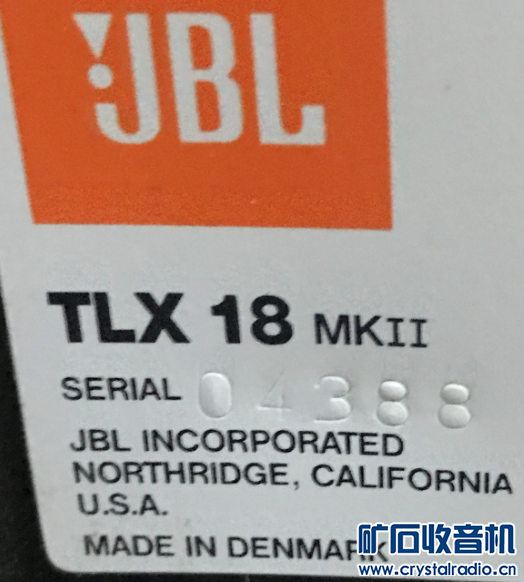 JBL
TLX 18 MKII
SERIAL 04388
JBL INCORPORATED
NORTHRIDGE, CALIFORNIA
U.S.A.
MADE IN DENMARK
矿石收音机
www.crystalradio.cn